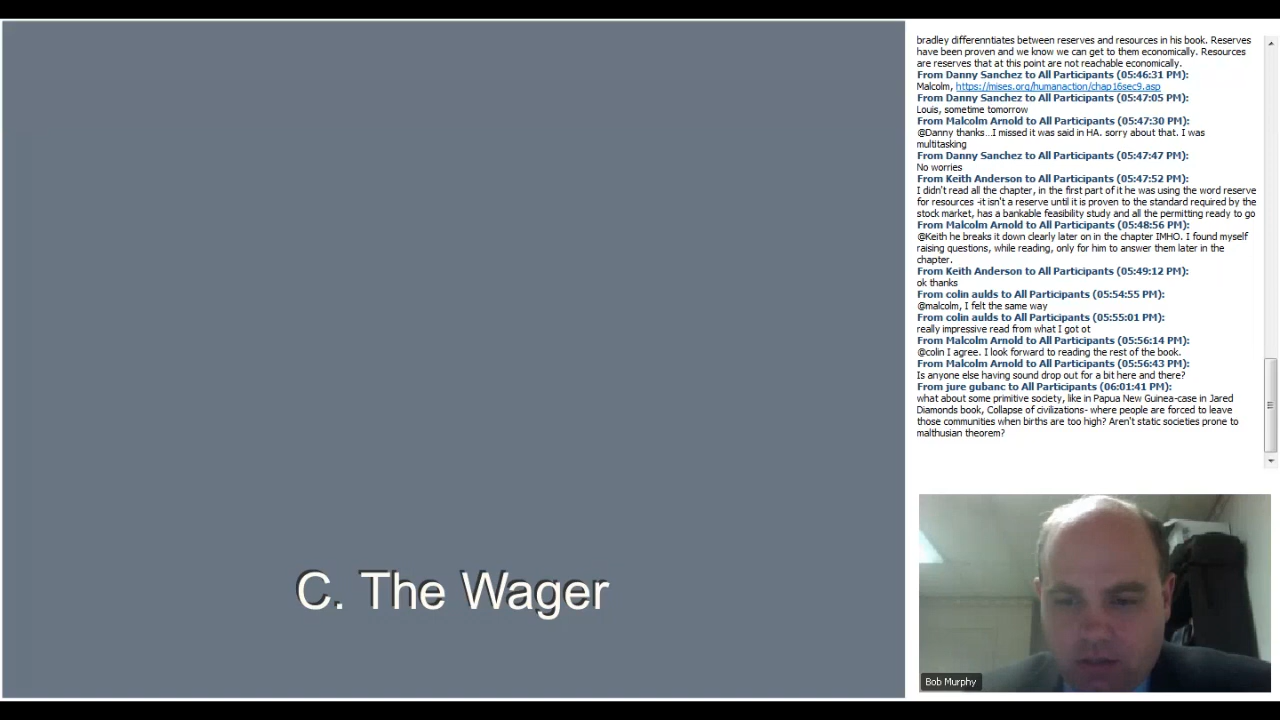 C. The Wager
bradley differenntiates between reserves and resources in his book. Reserves
have been proven and we know we can get to them economically. Resources
are reserves that at this point are not reachable economically.
From Danny Sanchez to All Participants (05:46:31 PM):
Malcolm, https://mises.org/humanaction/chap16sec9.asp
From Danny Sanchez to All Participants (05:47:05 PM):
Louis, sometime tomorrow
From Malcolm Arnold to All Participants (05:47:30 PM):
@Danny thanks...I missed it was said in HA. sorry about that. I was
multitasking
From Danny Sanchez to All Participants (05:47:47 PM):
No worries
From Keith Anderson to All Participants (05:47:52 PM):
I didn't read all the chapter, in the first part of it he was using the word reserve
for resources -it isn't a reserve until it is proven to the standard required by the
stock market, has a bankable feasibility study and all the permitting ready to go
From Malcolm Arnold to All Participants (05:48:56 PM):
@Keith he breaks it down clearly later on in the chapter IMHO. I found myself
raising questions, while reading, only for him to answer them later in the
chapter.
From Keith Anderson to All Participants (05:49:12 PM):
ok thanks
From colin aulds to All Participants (05:54:55 PM):
@malcolm, I felt the same way
From colin aulds to All Participants (05:55:01 PM):
really impressive read from what I got ot
From Malcolm Arnold to All Participants (05:56:14 PM):
@colin I agree. I look forward to reading the rest of the book.
From Malcolm Arnold to All Participants (05:56:43 PM):
Is anyone else having sound drop out for a bit here and there?
From jure gubanc to All Participants (06:01:41 PM):
what about some primitive society, like in Papua New Guinea-case in Jared
Diamonds book, Collapse of civilizations- where people are forced to leave
those communities when births are too high? Aren't static societies prone to
malthusian theorem?
Bob Murphy